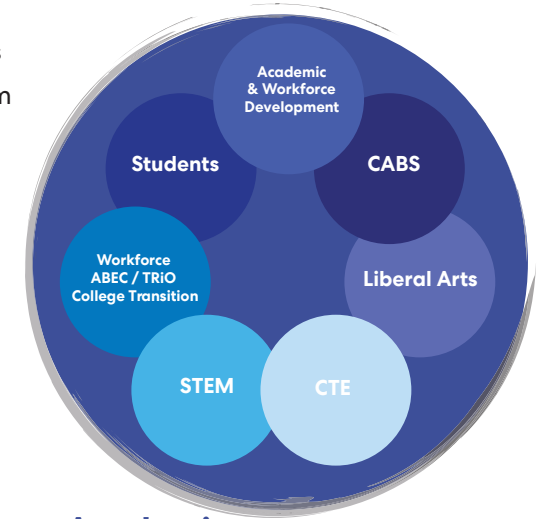 Academic
& Workforce
Development
Students
CABS
Workforce
ABEC / TRiO
College Transition
Liberal Arts
STEM
CTE